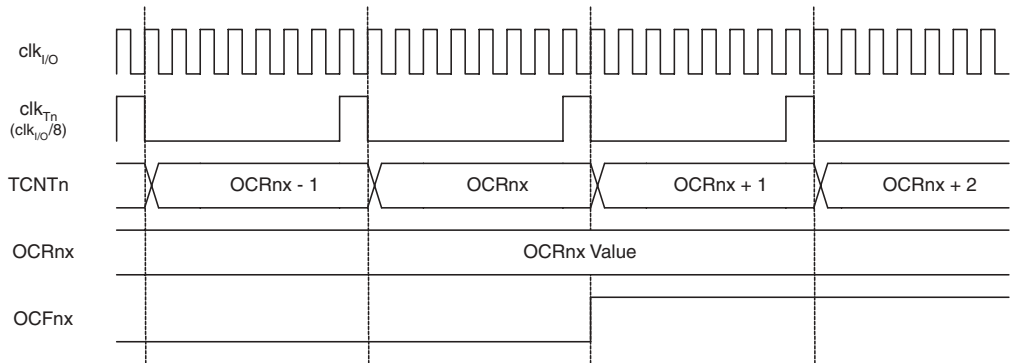 clkI/O
clkTn
(clkI/O/8)
TCNTn
OCRnx - 1
OCRnx
OCRnx + 1
OCRnx + 2
OCRnx
OCRnx Value
OCFnx